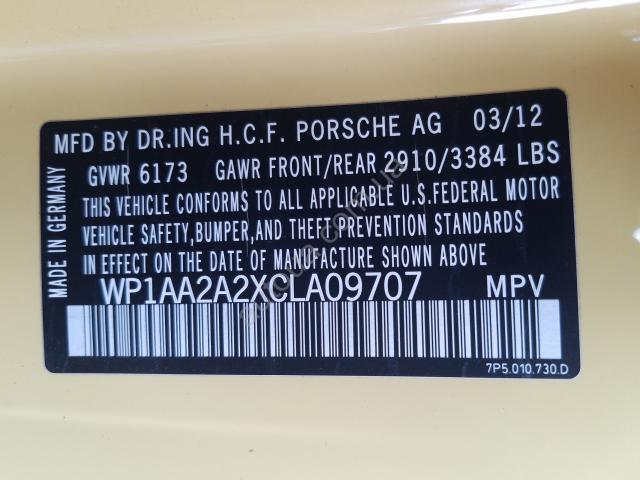 MFD BY DR.ING H.C.F. PORSCHE AG 03/12
GVWR 6173 GAWR FRONT/REAR 2910/3384 LBS
THIS VEHICLE CONFORMS TO ALL APPLICABLE U.S.FEDERAL MOTOR
VEHICLE SAFETY,BUMPER,AND THEFT PREVENTION STANDARDS
IN EFFECT ON THE DATE OF MANUFACTURE SHOWN ABOVE
WP1AA2A2XCLA09707 MPV
7P5.010.730.D
MADE IN GERMANY